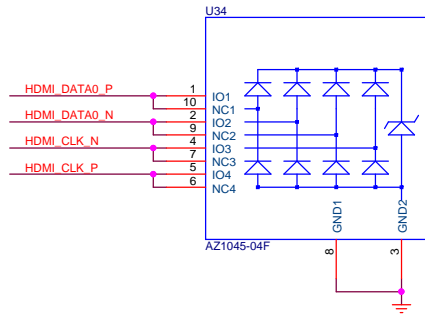 U34
HDMI_DATA0_P 1 IO1
10 NC1
HDMI_DATA0_N 2 IO2
9 NC2
HDMI_CLK_N 4 IO3
7 NC3
HDMI_CLK_P 5 IO4
6 NC4
GND1 GND2
AZ1045-04F
8 3